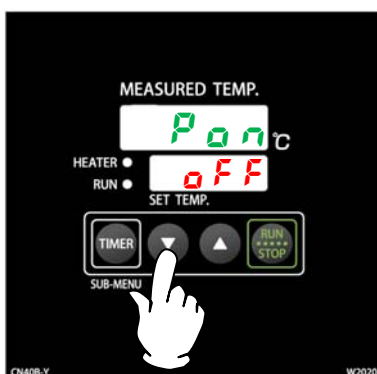 MEASURED TEMP.
Pon
℃
HEATER
oFF
RUN
SET TEMP.
TIMER
RUN
STOP
SUB-MENU
CN40B-Y
W2020